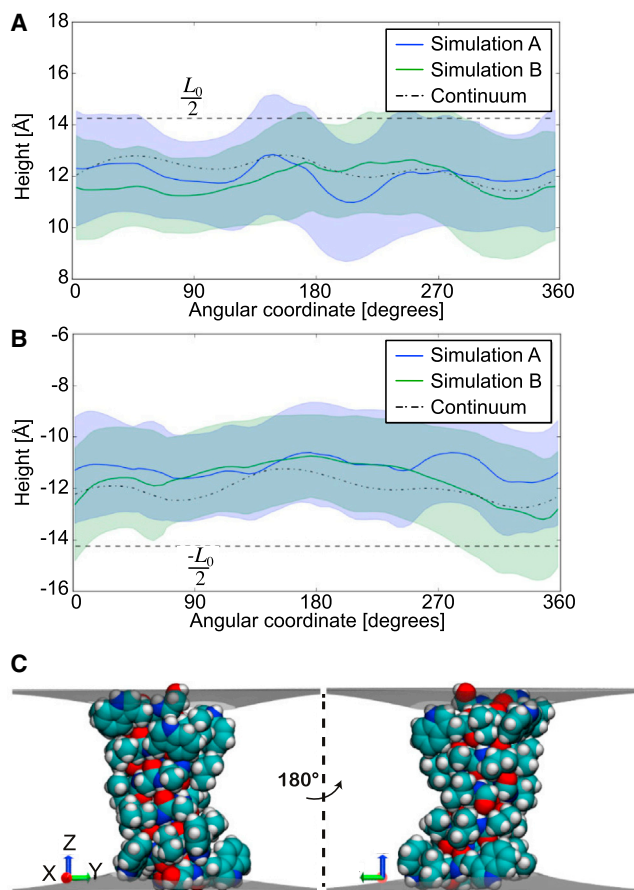 A
18
16
14
12
10
8
Height [Å]
L₀
2
Simulation A
Simulation B
Continuum
0
90
180
270
360
Angular coordinate [degrees]
B
-6
-8
-10
-12
-14
-16
Height [Å]
Simulation A
Simulation B
Continuum
-L₀
2
0
90
180
270
360
Angular coordinate [degrees]
C
180°
Z
X
Y